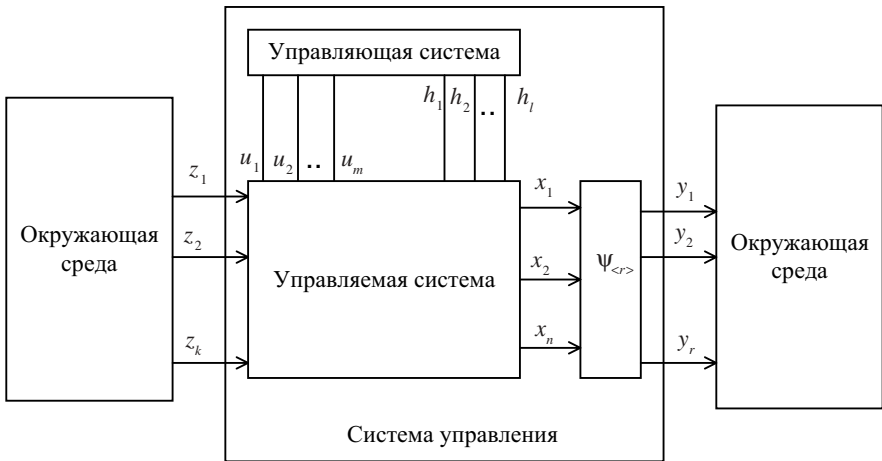 Управляющая система
h₁ h₂ .. hₗ
u₁ u₂ .. uₘ
z₁
z₂
zₖ
Окружающая
среда
Управляемая система
x₁
x₂
xₙ
Ψ<r>
y₁
y₂
yᵣ
Окружающая
среда
Система управления